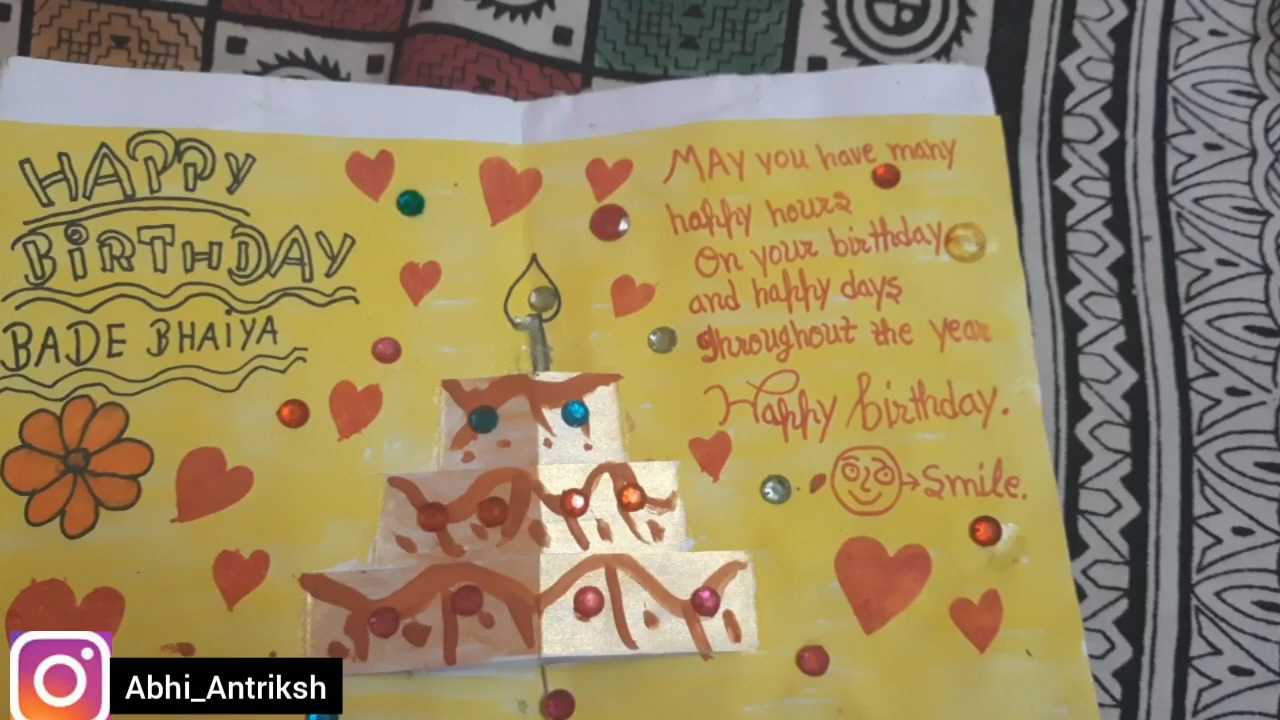 HAPPY
BIRTHDAY
BADE BHAIYA
MAY you have many
happy hours
On your birthday
and happy days
throughout the year
Happy birthday.
Smile.
Abhi_Antriksh